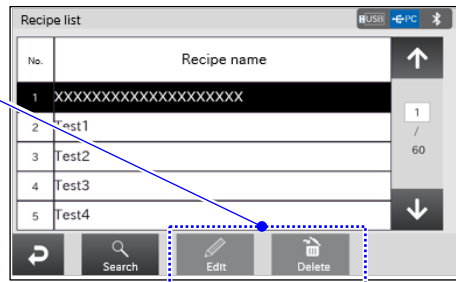 Recipe list USB PC
No. Recipe name
1 XXXXXXXXXXXXXXXXXXXX
2 Test1
3 Test2
4 Test3
5 Test4
1
/
60
Search Edit Delete